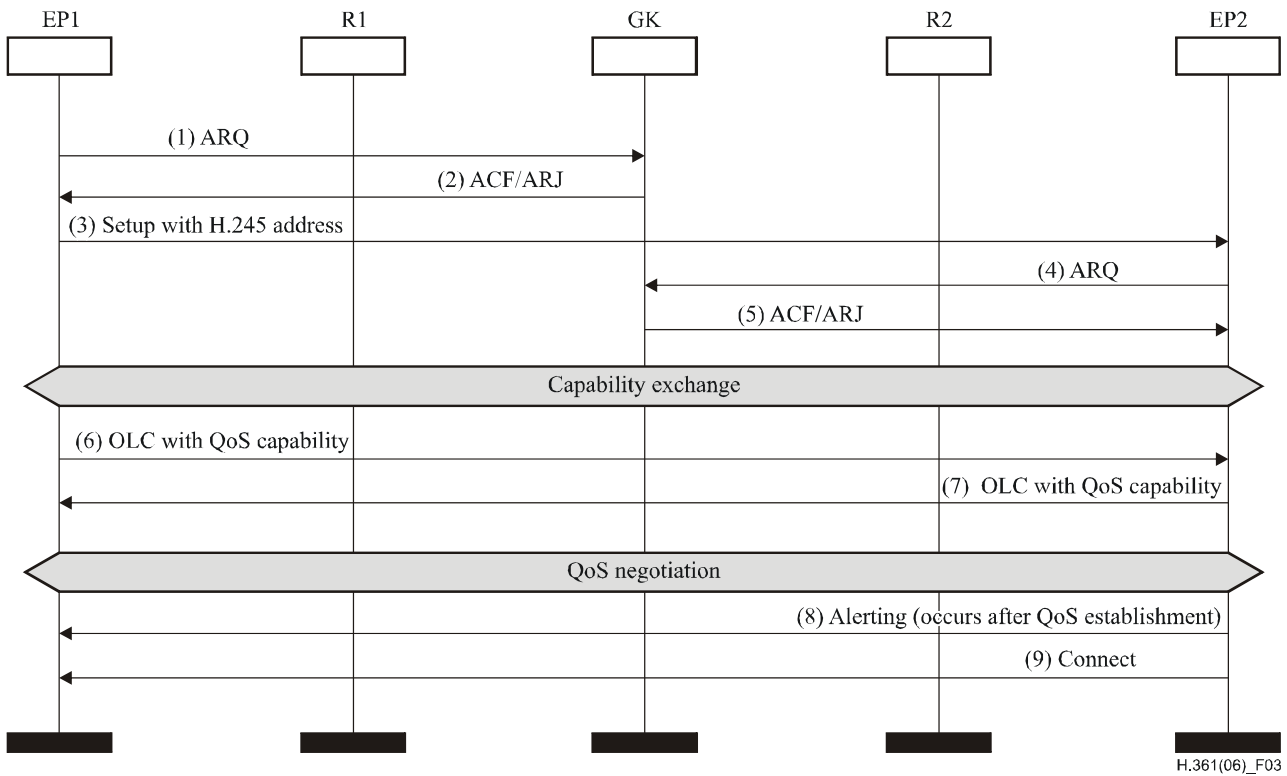 EP1 R1 GK R2 EP2
(1) ARQ
(2) ACF/ARJ
(3) Setup with H.245 address
(4) ARQ
(5) ACF/ARJ
Capability exchange
(6) OLC with QoS capability
(7) OLC with QoS capability
QoS negotiation
(8) Alerting (occurs after QoS establishment)
(9) Connect
H.361(06)_F03